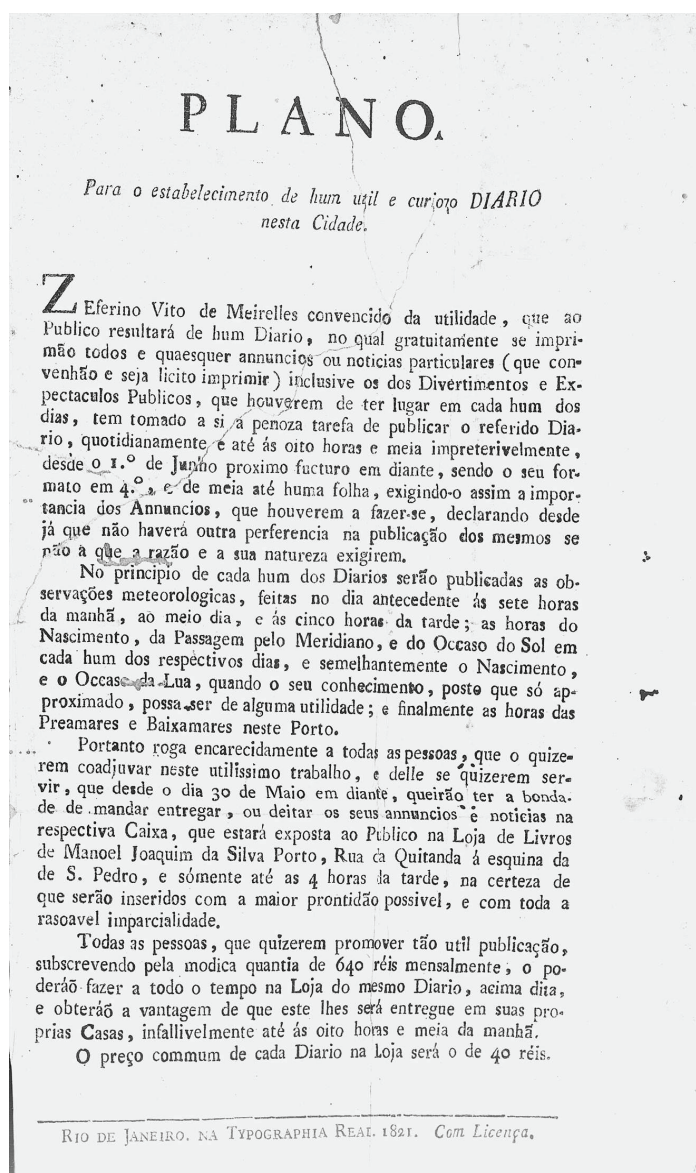 PLANO.
Para o estabelecimento de hum util e curiozo DIARIO
nesta Cidade.
ZEferino Vito de Meirelles convencido da utilidade, que ao
Publico resultará de hum Diario, no qual gratuitamente se impri-
mão todos e quaesquer annuncios ou noticias particulares (que con-
venhão e seja licito imprimir) inclusive os dos Divertimentos e Ex-
pectaculos Publicos, que houverem de ter lugar em cada hum dos
dias, tem tomado a si a penoza tarefa de publicar o referido Dia-
rio, quotidianamente e até ás oito horas e meia impreterivelmente,
desde o 1.º de Junho proximo fucturo em diante, sendo o seu for-
mato em 4.º, e de meia até huma folha, exigindo-o assim a impor-
tancia dos Annuncios, que houverem a fazer-se, declarando desde
já que não haverá outra perferencia na publicação dos mesmos se
não a que a razão e a sua natureza exigirem.
No principio de cada hum dos Diarios serão publicadas as ob-
servações meteorologicas, feitas no dia antecedente ás sete horas
da manhã, ao meio dia, e ás cinco horas da tarde; as horas do
Nascimento, da Passagem pelo Meridiano, e do Occaso do Sol em
cada hum dos respectivos dias, e semelhantemente o Nascimento,
e o Occaso da Lua, quando o seu conhecimento, posto que só ap-
proximado, possa ser de alguma utilidade; e finalmente as horas das
Preamares e Baixamares neste Porto.
Portanto roga encarecidamente a todas as pessoas, que o quize-
rem coadjuvar neste utilissimo trabalho, e delle se quizerem ser-
vir, que desde o dia 30 de Maio em diante, queirão ter a bonda-
de de mandar entregar, ou deitar os seus annuncios e noticias na
respectiva Caixa, que estará exposta ao Publico na Loja de Livros
de Manoel Joaquim da Silva Porto, Rua da Quitanda á esquina da
de S. Pedro, e sómente até as 4 horas da tarde, na certeza de
que serão inseridos com a maior prontidão possivel, e com toda a
rasoavel imparcialidade.
Todas as pessoas, que quizerem promover tão util publicação,
subscrevendo pela modica quantia de 640 réis mensalmente, o po-
deráõ fazer a todo o tempo na Loja do mesmo Diario, acima dita,
e obteráõ a vantagem de que este lhes será entregue em suas pro-
prias Casas, infallivelmente até ás oito horas e meia da manhã.
O preço commum de cada Diario na Loja será o de 40 réis.
RIO DE JANEIRO. NA TYPOGRAPHIA REAL. 1821. Com Licença.